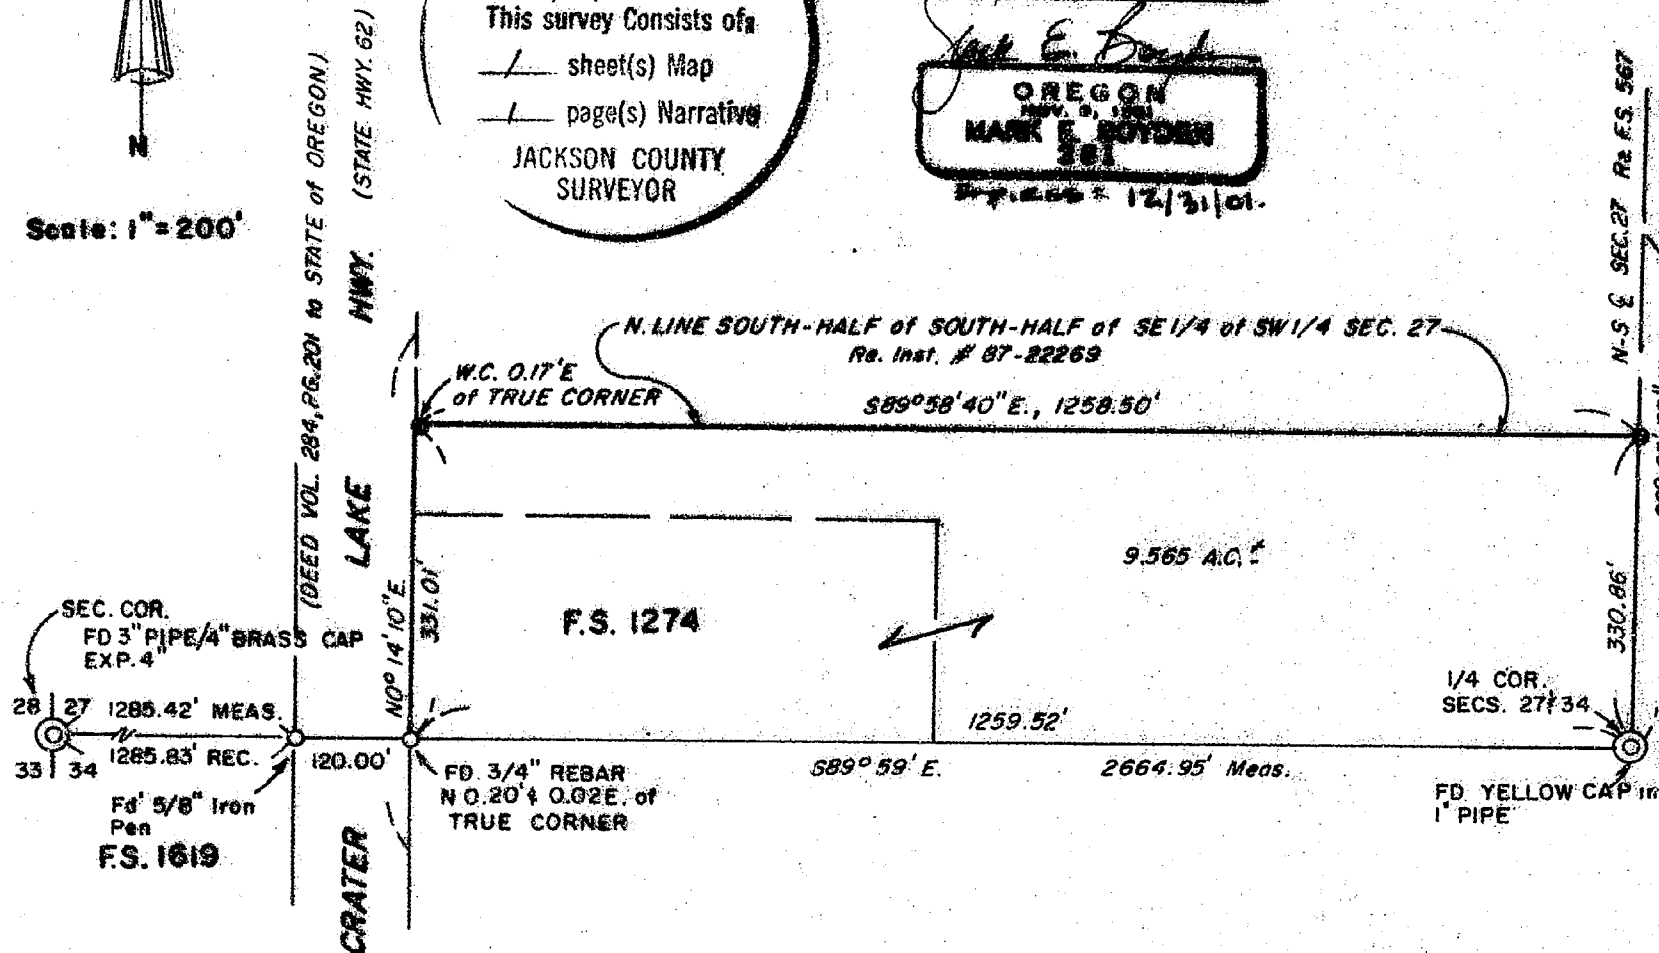 This survey Consists of:
1 sheet(s) Map
1 page(s) Narrative
JACKSON COUNTY
SURVEYOR
OREGON
MARK E. BOYDEN
Expires = 12/31/01.
N
Scale: 1" = 200'
(DEED VOL. 284, PG. 201 to STATE of OREGON.)
(STATE HWY. 62)
CRATER LAKE HWY.
N-S ℄ SEC. 27 Re F.S. 567
N. LINE SOUTH-HALF of SOUTH-HALF of SE 1/4 of SW 1/4 SEC. 27
Re. Inst. # 87-22269
W.C. 0.17' E
of TRUE CORNER
S89°58'40"E., 1258.50'
9.565 AC. ±
F.S. 1274
N0°14'10"E.
331.01'
330.86'
SEC. COR.
FD 3" PIPE/4" BRASS CAP
EXP. 4"
28 27
33 34
1285.42' MEAS.
1285.83' REC.
120.00'
Fd' 5/8" Iron
Pen
F.S. 1619
FD. 3/4" REBAR
N 0.20' & 0.02E. of
TRUE CORNER
1259.52'
S89°59' E.
2664.95' Meas.
1/4 COR.
SECS. 27 & 34
FD YELLOW CAP in
1" PIPE